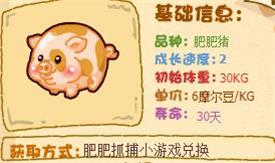 基础信息:
品种: 肥肥猪
成长速度: 2
初始体重: 30KG
单价: 6摩尔豆/KG
寿命: 30天
获取方式: 肥肥抓捕小游戏兑换